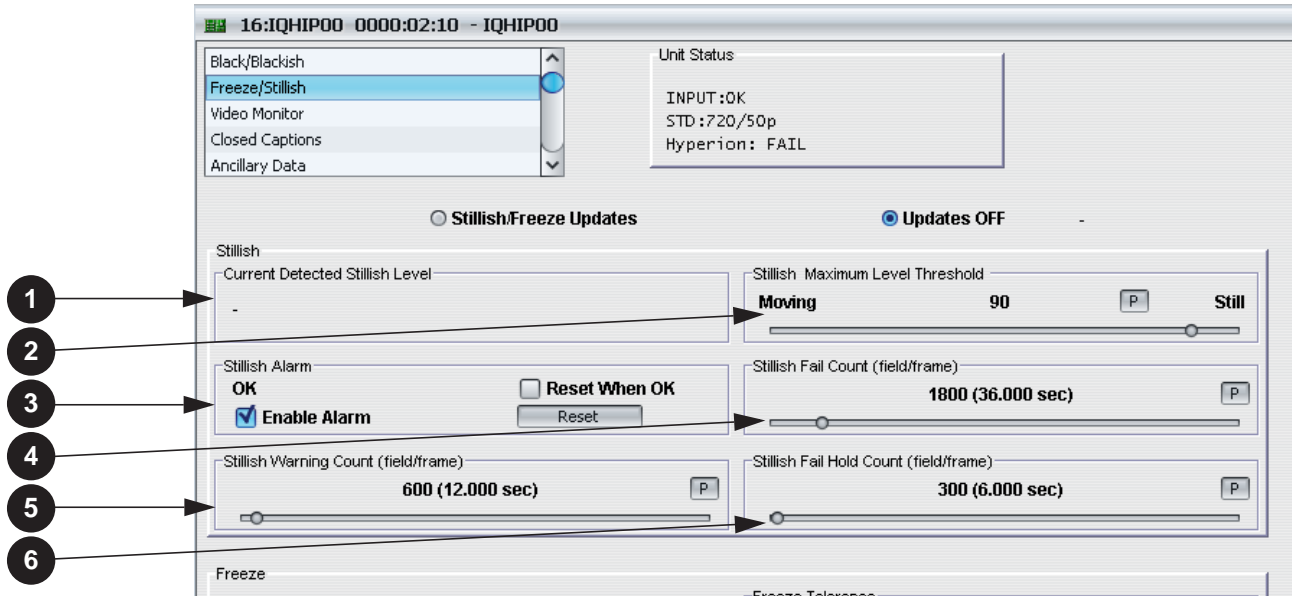 16:IQHIP00 0000:02:10 - IQHIP00
Black/Blackish
Freeze/Stillish
Video Monitor
Closed Captions
Ancillary Data
Unit Status
INPUT:OK
STD:720/50p
Hyperion: FAIL
Stillish/Freeze Updates
Updates OFF -
Stillish
1
Current Detected Stillish Level
-
2
Stillish Maximum Level Threshold
Moving 90 P Still
3
Stillish Alarm
OK
Reset When OK
Enable Alarm
Reset
4
Stillish Fail Count (field/frame)
1800 (36.000 sec) P
5
Stillish Warning Count (field/frame)
600 (12.000 sec) P
6
Stillish Fail Hold Count (field/frame)
300 (6.000 sec) P
Freeze
Freeze Tolerance